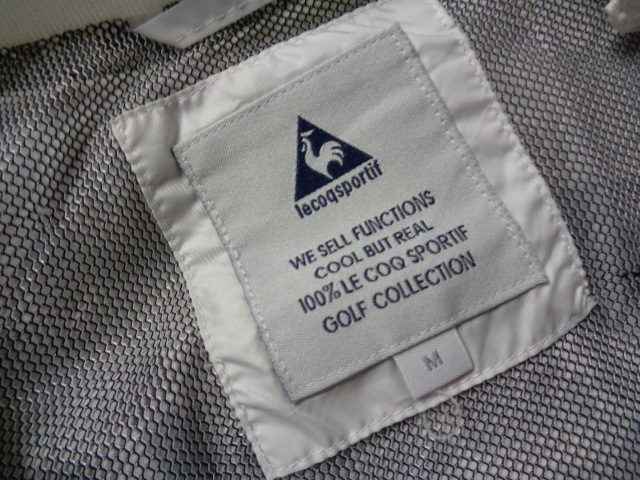 lecoqsportif
WE SELL FUNCTIONS
COOL BUT REAL
100% LE COQ SPORTIF
GOLF COLLECTION
M